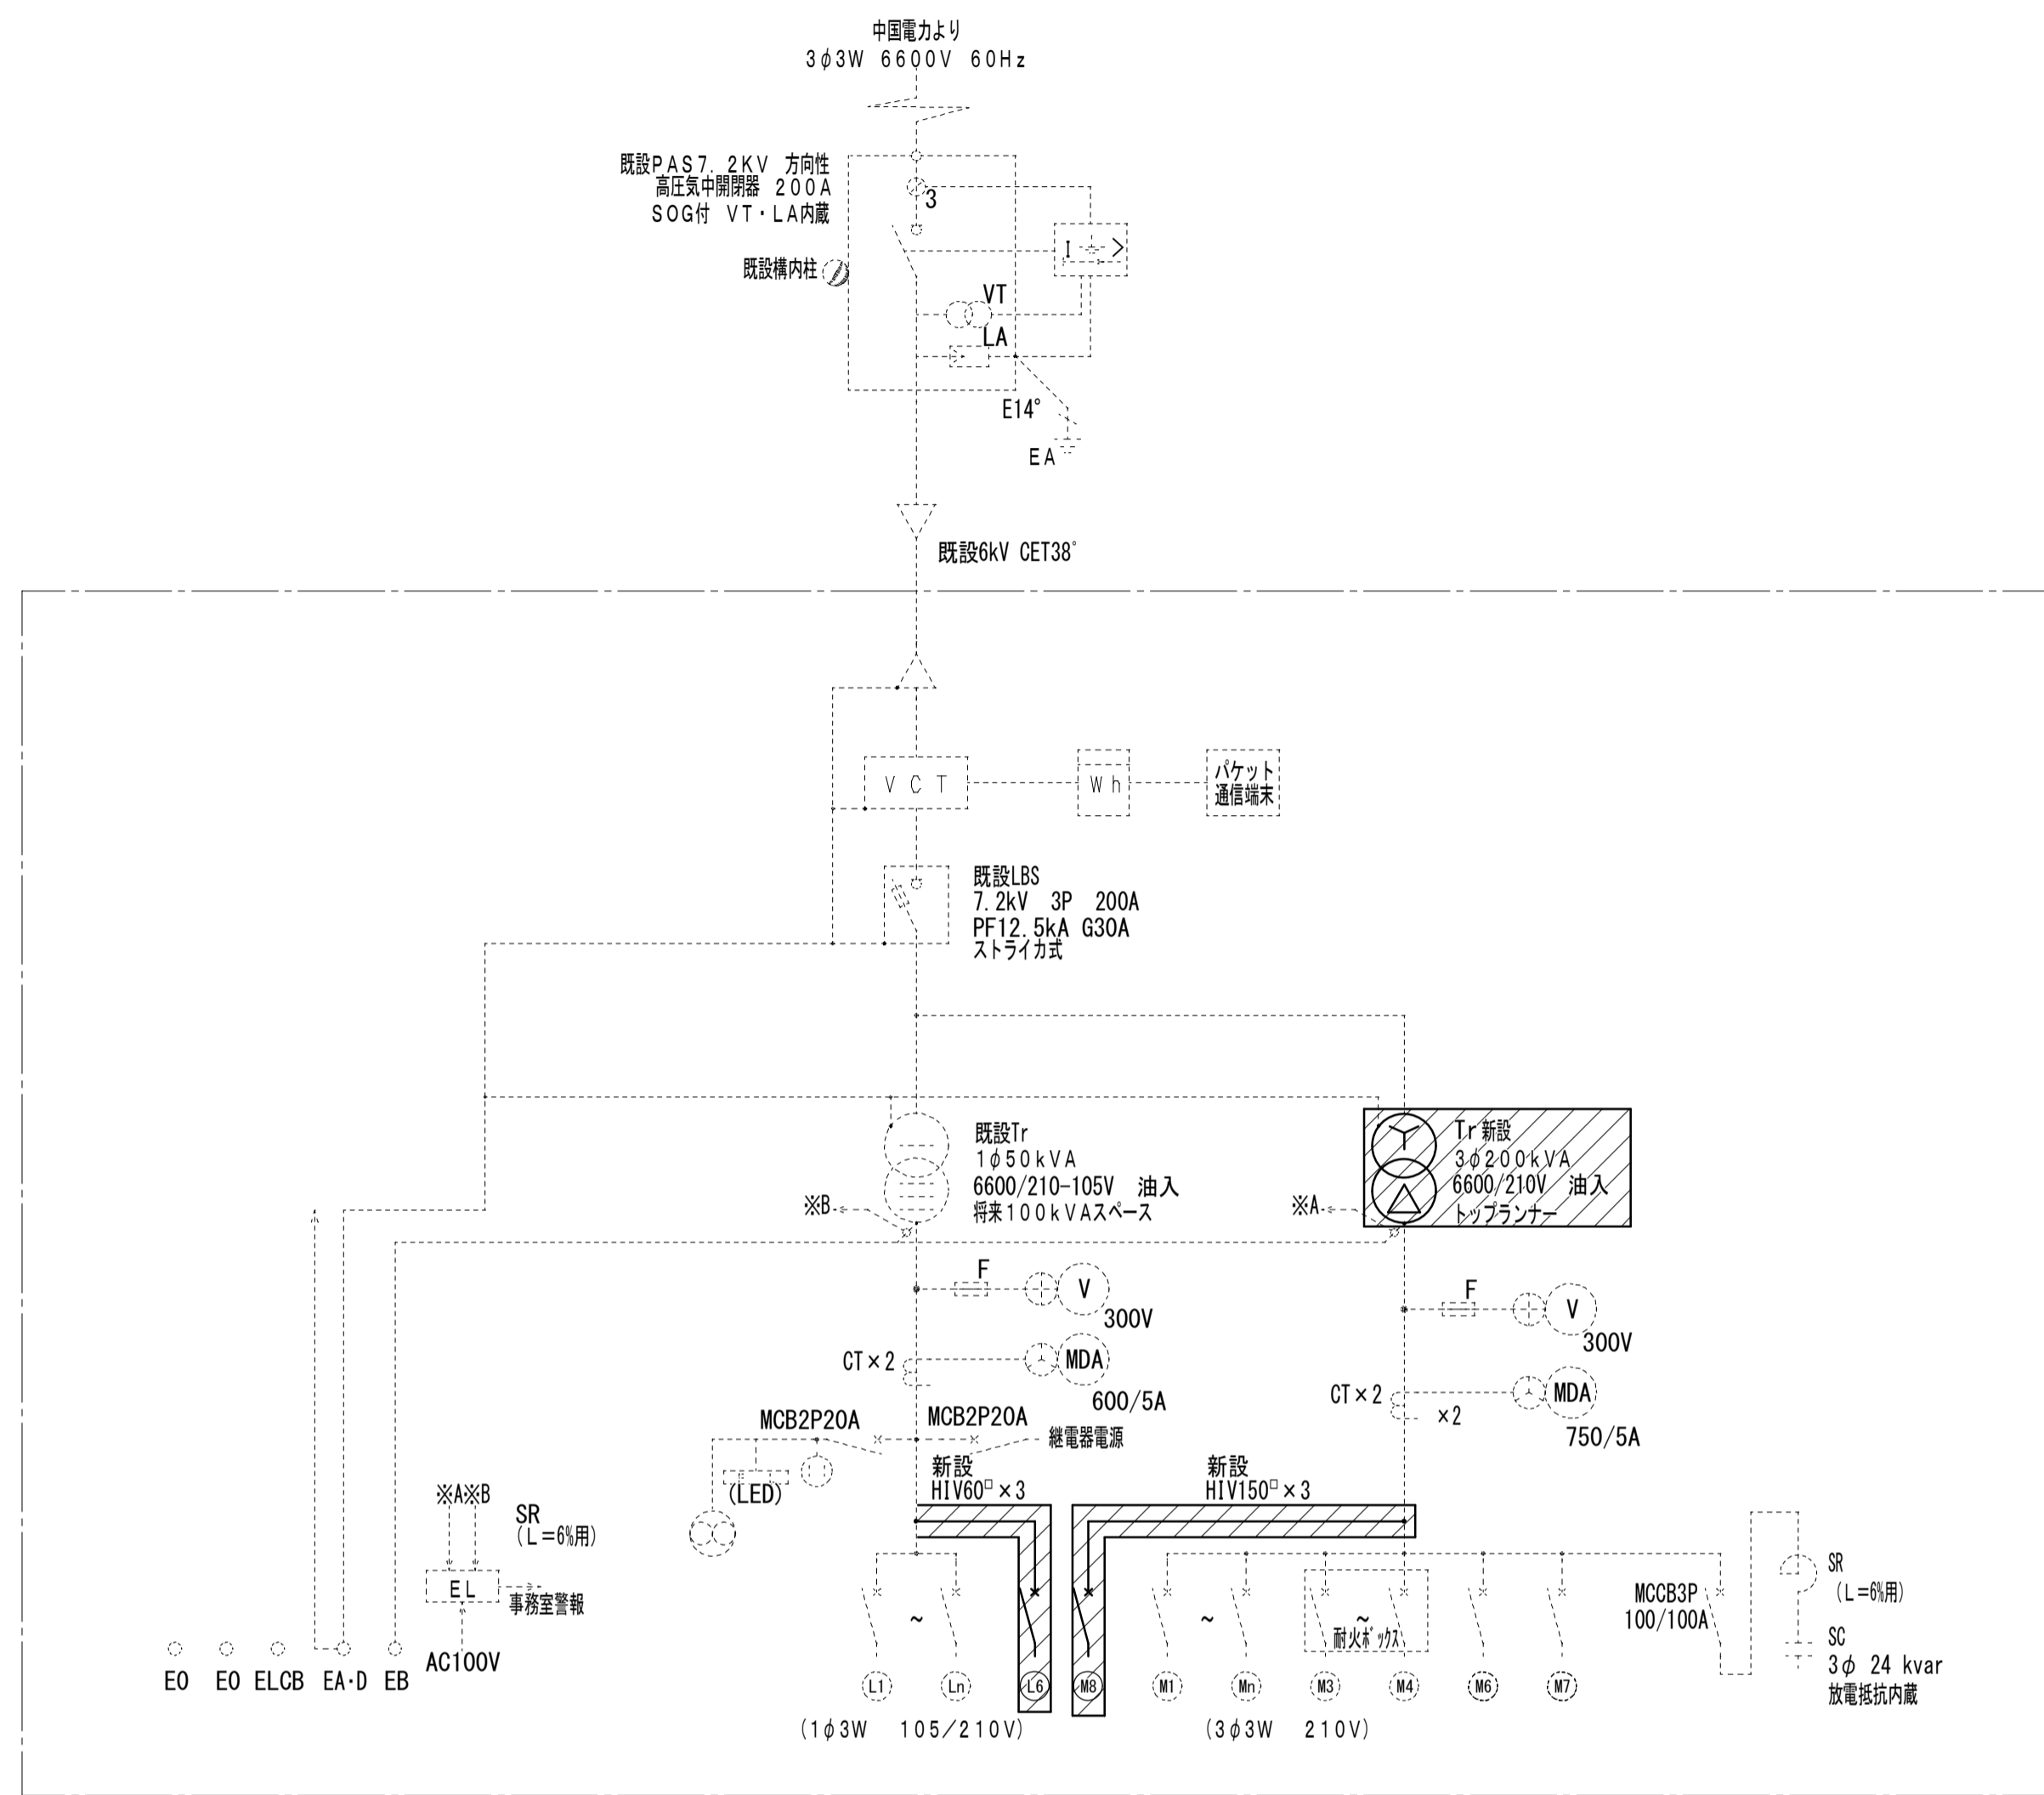 中国電力より
3φ3W 6600V 60Hz
既設PAS7.2KV 方向性
高圧気中開閉器 200A
SOG付 VT・LA内蔵
3
I >
既設構内柱
VT
LA
E14°
EA
既設6kV CET38°
VCT
Wh
パケット
通信端末
既設LBS
7.2kV 3P 200A
PF12.5kA G30A
ストライカ式
既設Tr
1φ50kVA
6600/210-105V 油入
将来100kVAスペース
※B
Tr新設
3φ200kVA
6600/210V 油入
トップランナー
※A
F
V
300V
F
V
300V
CT×2
MDA
600/5A
CT×2
×2
MDA
750/5A
MCB2P20A
MCB2P20A
継電器電源
(LED)
新設
HIV60□×3
新設
HIV150□×3
※A※B
SR
(L=6%用)
EL
事務室警報
AC100V
EO
EO
ELCB
EA·D
EB
~
~
~
耐火ボックス
MCCB3P
100/100A
SR
(L=6%用)
SC
3φ 24 kvar
放電抵抗内蔵
L1
Ln
L6
M8
M1
Mn
M3
M4
M6
M7
(1φ3W 105/210V)
(3φ3W 210V)